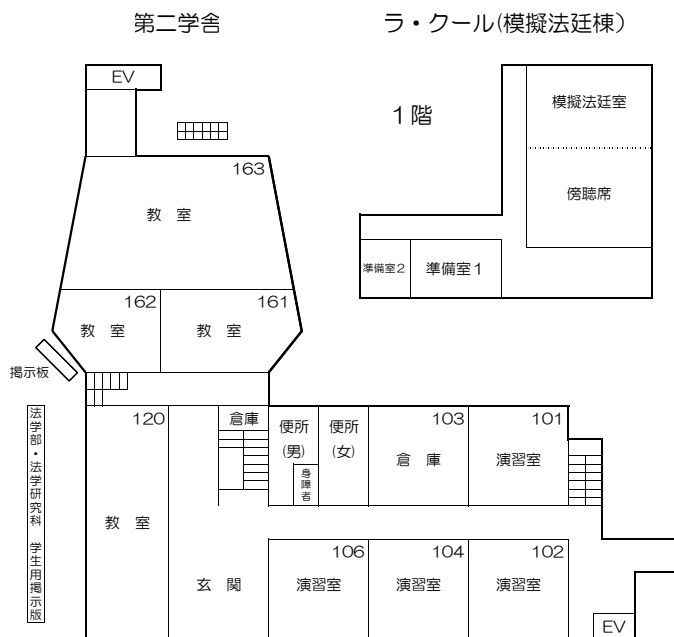 第二学舎
ラ・クール(模擬法廷棟)
EV
1階
模擬法廷室
傍聴席
準備室2
準備室1
163
教 室
162
教 室
161
教 室
掲示板
法学部・法学研究科 学生用掲示版
120
教 室
倉庫
便所
(男)
身障者
便所
(女)
103
倉 庫
101
演習室
玄 関
106
演習室
104
演習室
102
演習室
EV